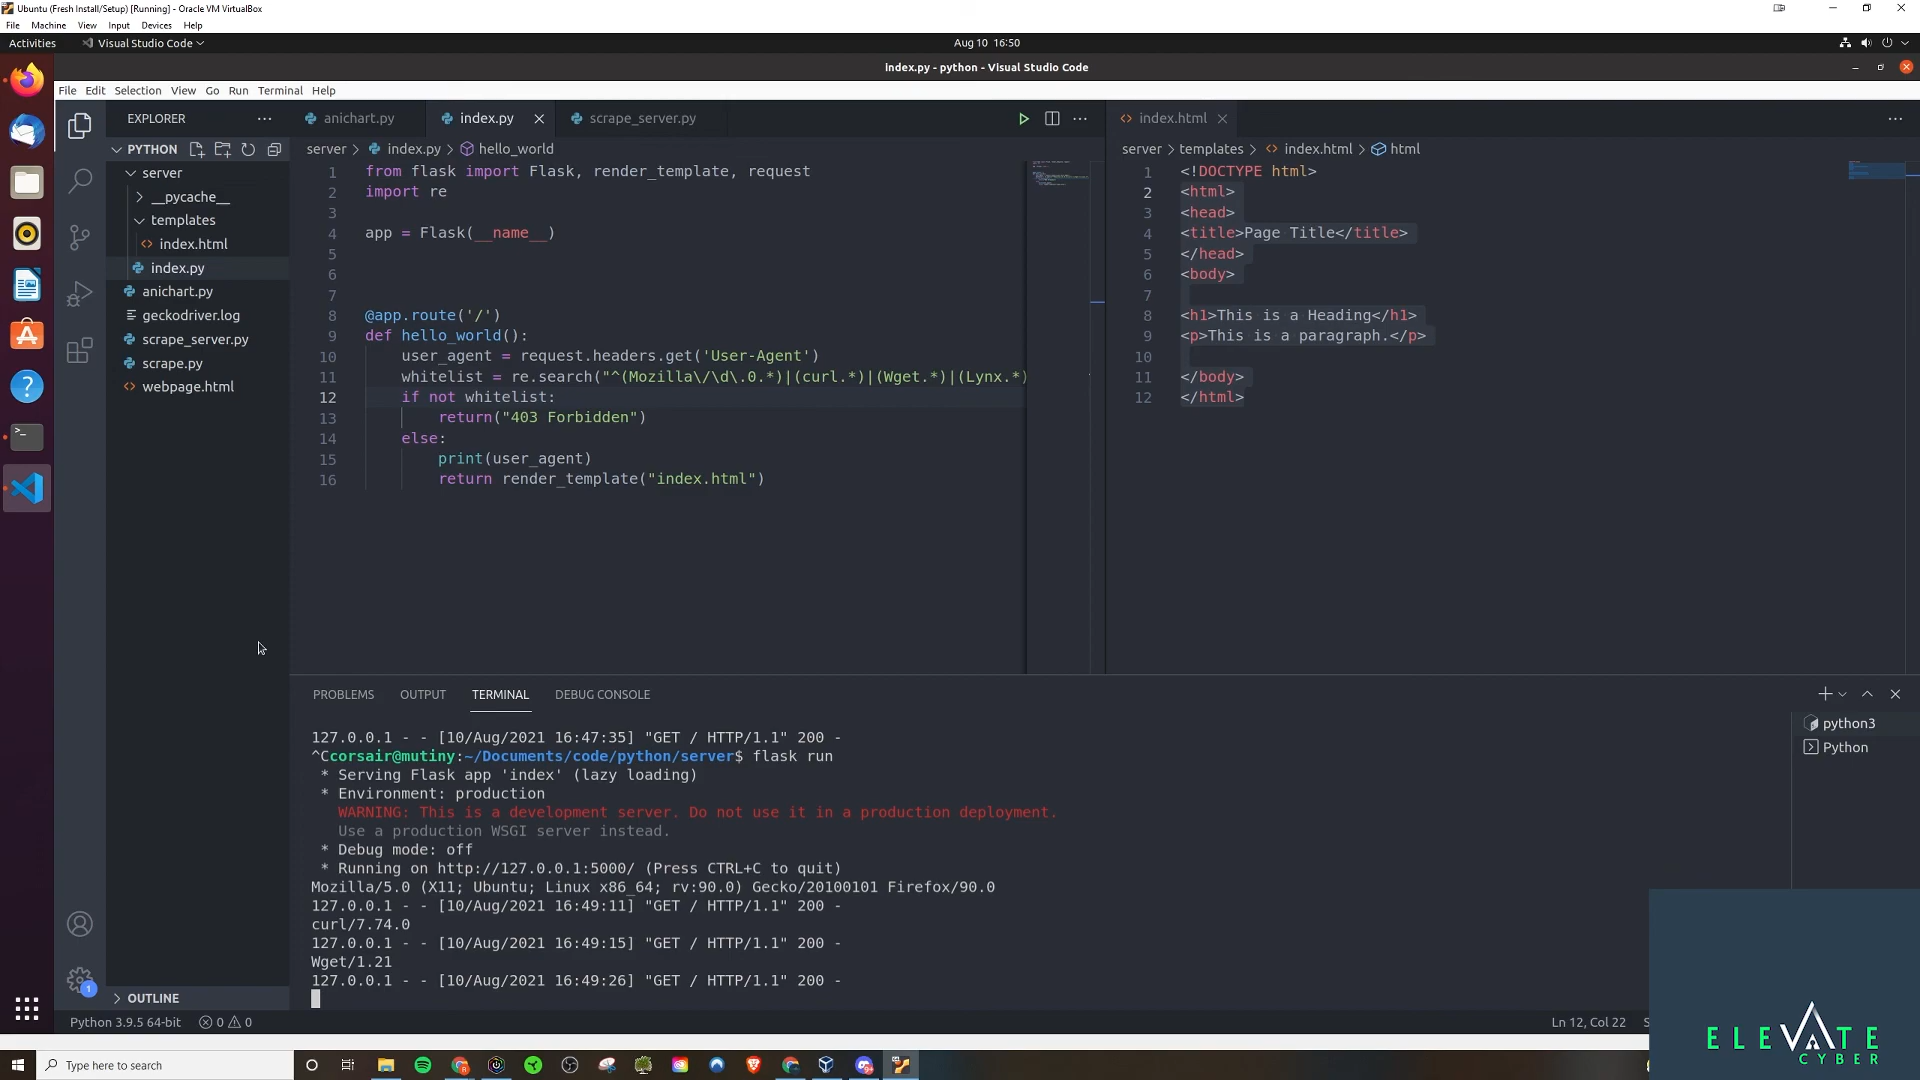 Ubuntu (Fresh Install/Setup) [Running] - Oracle VM VirtualBox
File Machine View Input Devices Help
Activities Visual Studio Code Aug 10 16:50
index.py - python - Visual Studio Code
File Edit Selection View Go Run Terminal Help
EXPLORER
PYTHON
server
__pycache__
templates
index.html
index.py
anichart.py
geckodriver.log
scrape_server.py
scrape.py
webpage.html
OUTLINE
anichart.py index.py scrape_server.py
server > index.py > hello_world
1 from flask import Flask, render_template, request
2 import re
3
4 app = Flask(__name__)
5
6
7
8 @app.route('/')
9 def hello_world():
10 user_agent = request.headers.get('User-Agent')
11 whitelist = re.search("^(Mozilla\/\d\.0.*)|(curl.*)|(Wget.*)|(Lynx.*)
12 if not whitelist:
13 return("403 Forbidden")
14 else:
15 print(user_agent)
16 return render_template("index.html")
index.html
server > templates > index.html > html
1 <!DOCTYPE html>
2 <html>
3 <head>
4 <title>Page Title</title>
5 </head>
6 <body>
7
8 <h1>This is a Heading</h1>
9 <p>This is a paragraph.</p>
10
11 </body>
12 </html>
PROBLEMS OUTPUT TERMINAL DEBUG CONSOLE
127.0.0.1 - - [10/Aug/2021 16:47:35] "GET / HTTP/1.1" 200 -
^Ccorsair@mutiny:~/Documents/code/python/server$ flask run
* Serving Flask app 'index' (lazy loading)
* Environment: production
WARNING: This is a development server. Do not use it in a production deployment.
Use a production WSGI server instead.
* Debug mode: off
* Running on http://127.0.0.1:5000/ (Press CTRL+C to quit)
Mozilla/5.0 (X11; Ubuntu; Linux x86_64; rv:90.0) Gecko/20100101 Firefox/90.0
127.0.0.1 - - [10/Aug/2021 16:49:11] "GET / HTTP/1.1" 200 -
curl/7.74.0
127.0.0.1 - - [10/Aug/2021 16:49:15] "GET / HTTP/1.1" 200 -
Wget/1.21
127.0.0.1 - - [10/Aug/2021 16:49:26] "GET / HTTP/1.1" 200 -
python3
Python
1
Python 3.9.5 64-bit 0 0 Ln 12, Col 22
ELEVATE
CYBER
Type here to search